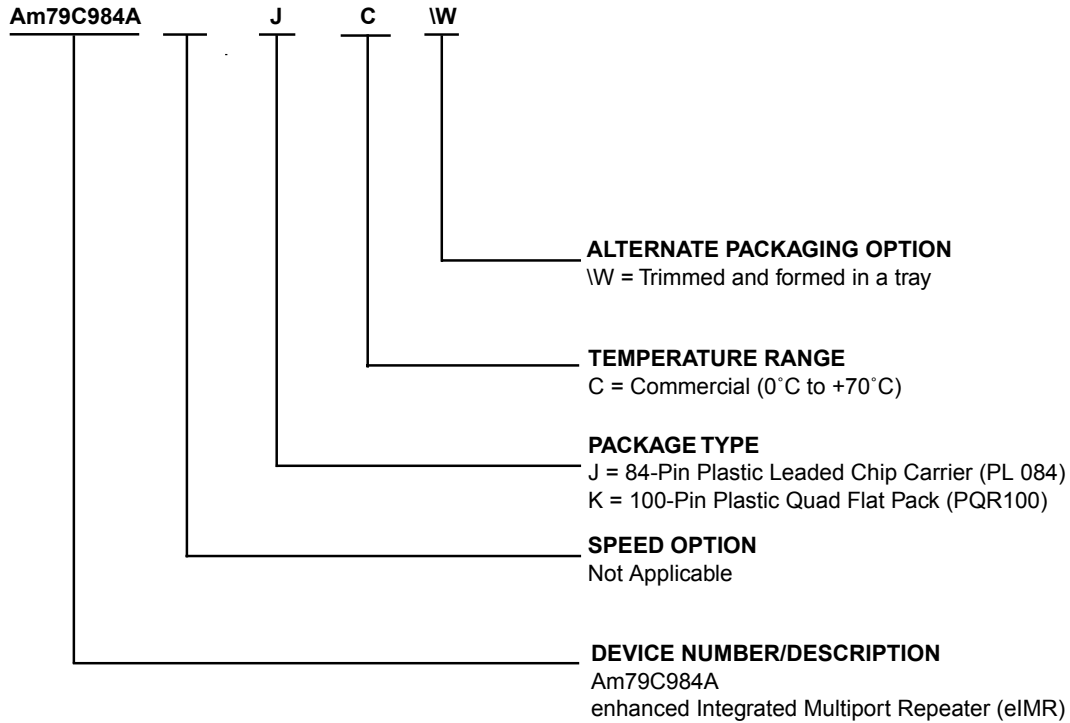 Am79C984A J C \W
ALTERNATE PACKAGING OPTION
\W = Trimmed and formed in a tray
TEMPERATURE RANGE
C = Commercial (0˚C to +70˚C)
PACKAGE TYPE
J = 84-Pin Plastic Leaded Chip Carrier (PL 084)
K = 100-Pin Plastic Quad Flat Pack (PQR100)
SPEED OPTION
Not Applicable
DEVICE NUMBER/DESCRIPTION
Am79C984A
enhanced Integrated Multiport Repeater (eIMR)